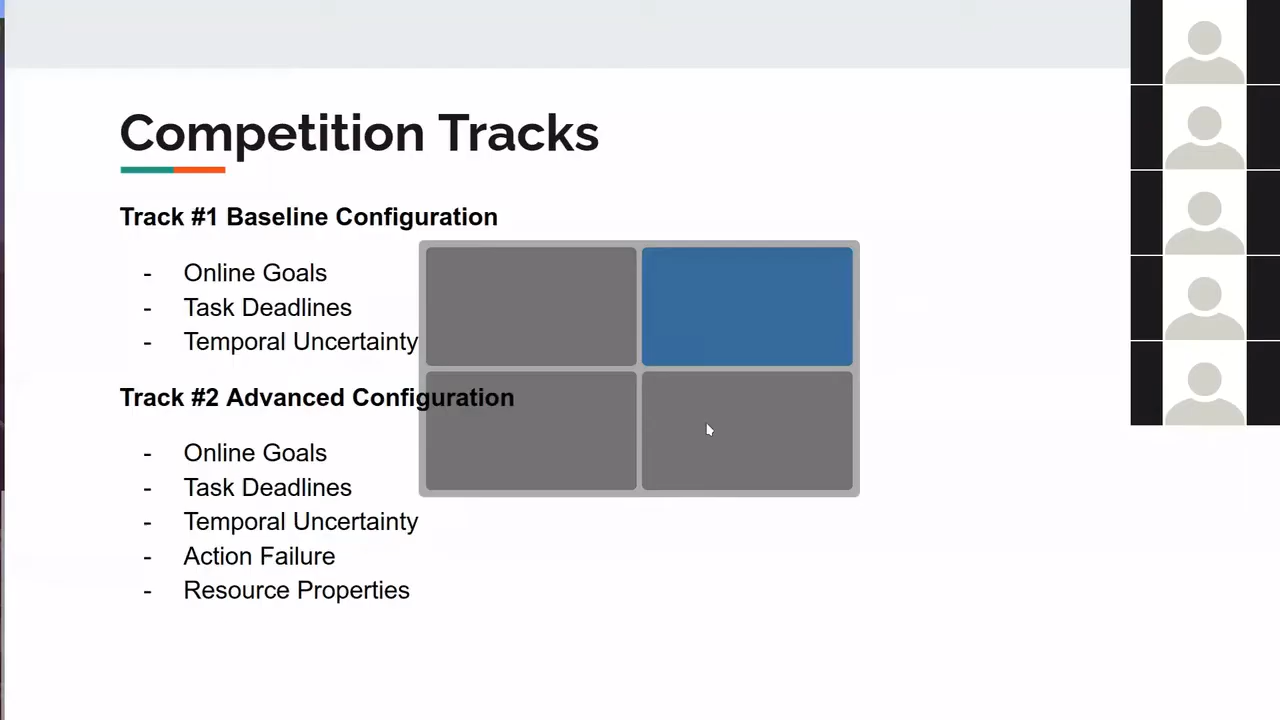 Competition Tracks
Track #1 Baseline Configuration
- Online Goals
- Task Deadlines
- Temporal Uncertainty
Track #2 Advanced Configuration
- Online Goals
- Task Deadlines
- Temporal Uncertainty
- Action Failure
- Resource Properties